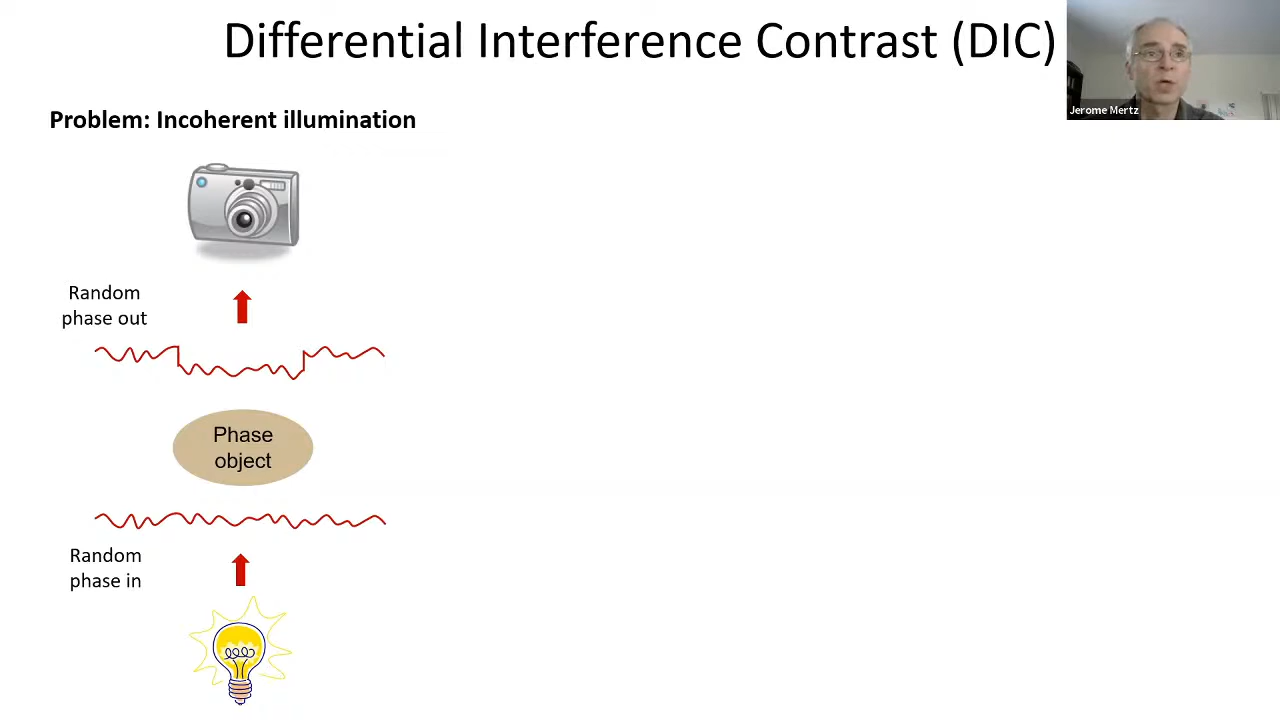 Differential Interference Contrast (DIC)
Jerome Mertz
Problem: Incoherent illumination
Random
phase out
Phase
object
Random
phase in